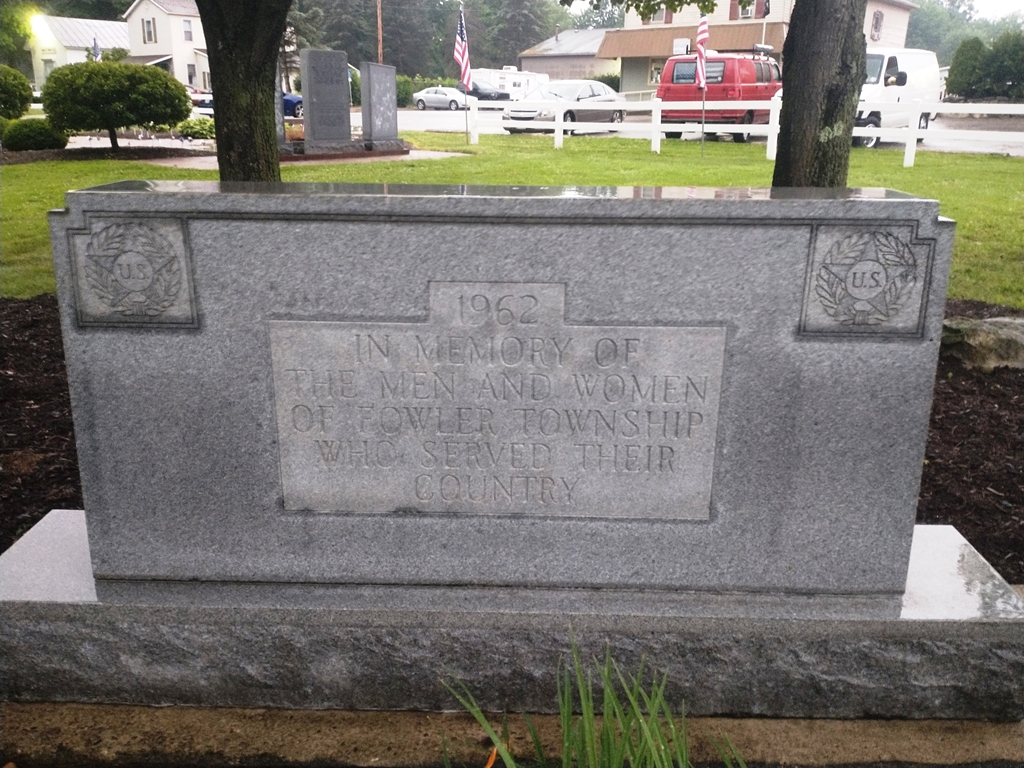 U.S.
U.S.
1962
IN MEMORY OF
THE MEN AND WOMEN
OF FOWLER TOWNSHIP
WHO SERVED THEIR
COUNTRY